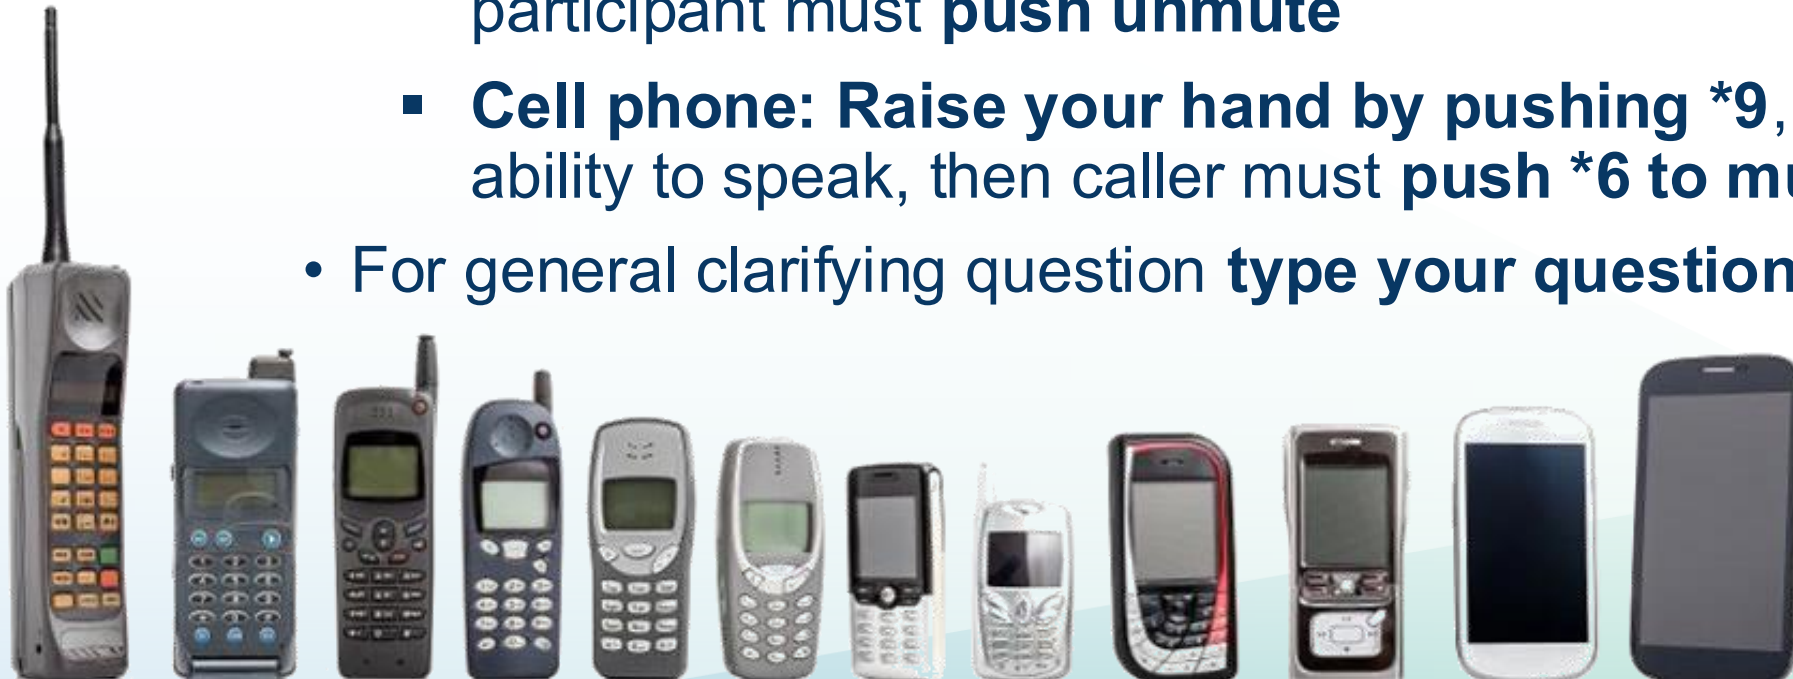 participant must push unmute
▪ Cell phone: Raise your hand by pushing *9,
ability to speak, then caller must push *6 to mu
• For general clarifying question type your question